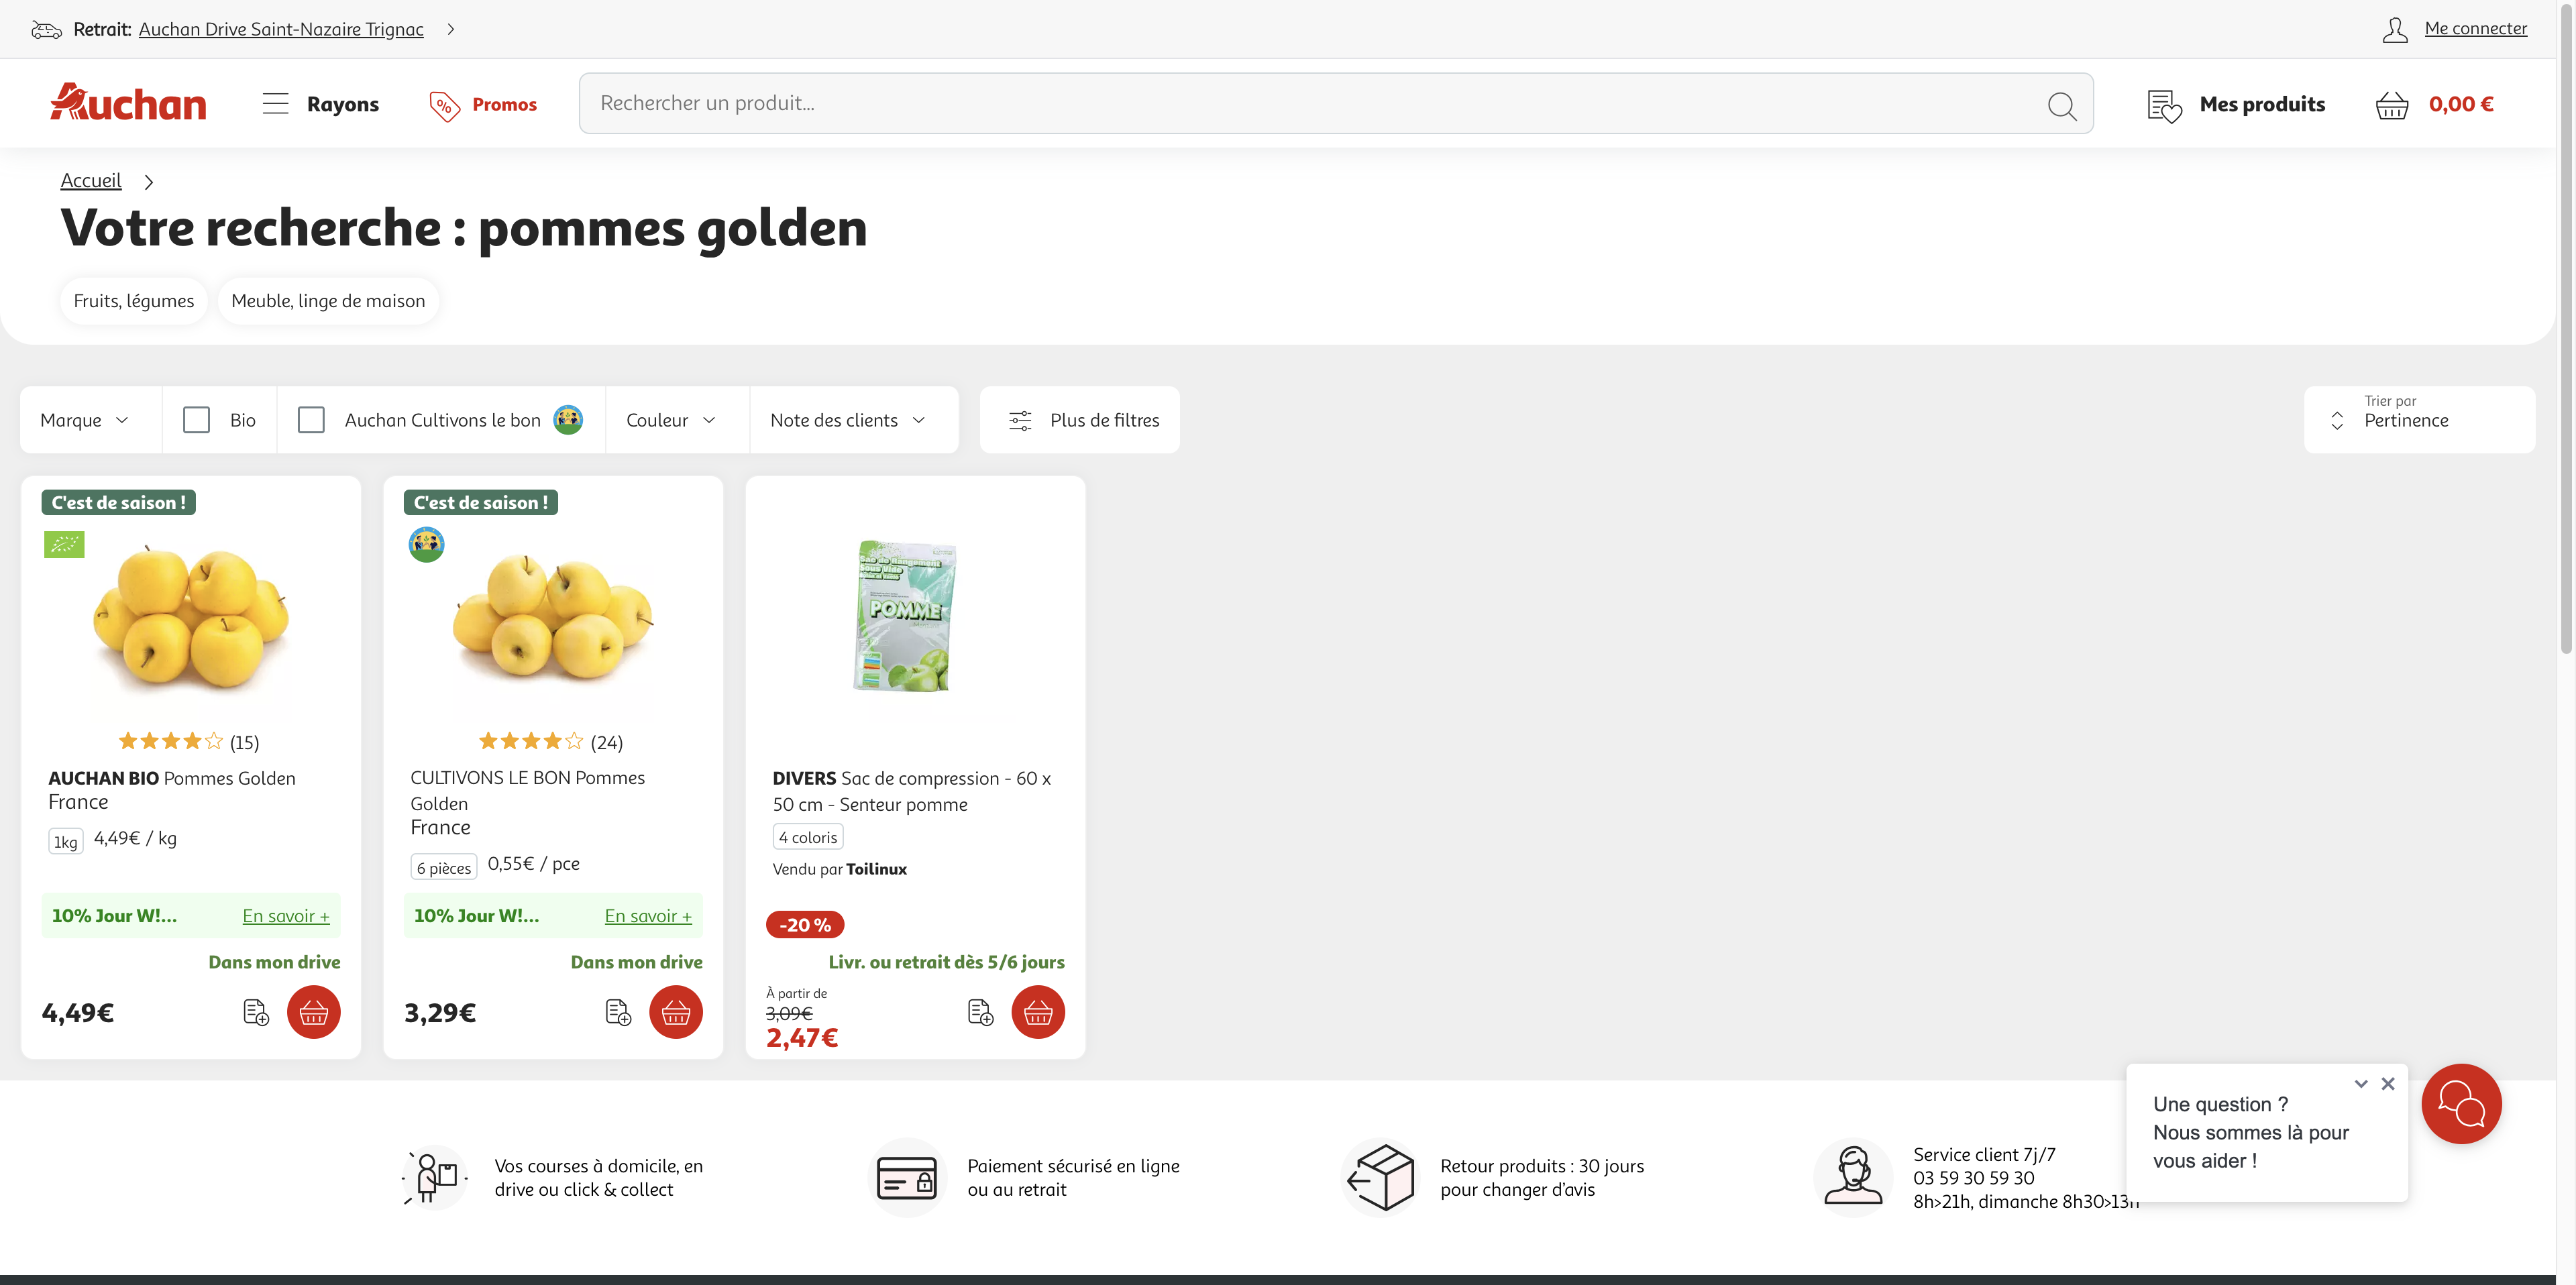 Retrait: Auchan Drive Saint-Nazaire Trignac
Me connecter
Auchan
Rayons
Promos
Rechercher un produit...
Mes produits
0,00 €
Accueil
Votre recherche : pommes golden
Fruits, légumes
Meuble, linge de maison
Marque
Bio
Auchan Cultivons le bon
Couleur
Note des clients
Plus de filtres
Trier par
Pertinence
C'est de saison !
(15)
AUCHAN BIO Pommes Golden
France
1kg 4,49€ / kg
10% Jour W!... En savoir +
Dans mon drive
4,49€
C'est de saison !
(24)
CULTIVONS LE BON Pommes
Golden
France
6 pièces 0,55€ / pce
10% Jour W!... En savoir +
Dans mon drive
3,29€
Sac de Rangement
Sous Vide
POMME
DIVERS Sac de compression - 60 x
50 cm - Senteur pomme
4 coloris
Vendu par Toilinux
-20 %
Livr. ou retrait dès 5/6 jours
À partir de
3,09€
2,47€
Vos courses à domicile, en
drive ou click & collect
Paiement sécurisé en ligne
ou au retrait
Retour produits : 30 jours
pour changer d'avis
Service client 7j/7
03 59 30 59 30
8h>21h, dimanche 8h30>13h
Une question ?
Nous sommes là pour
vous aider !